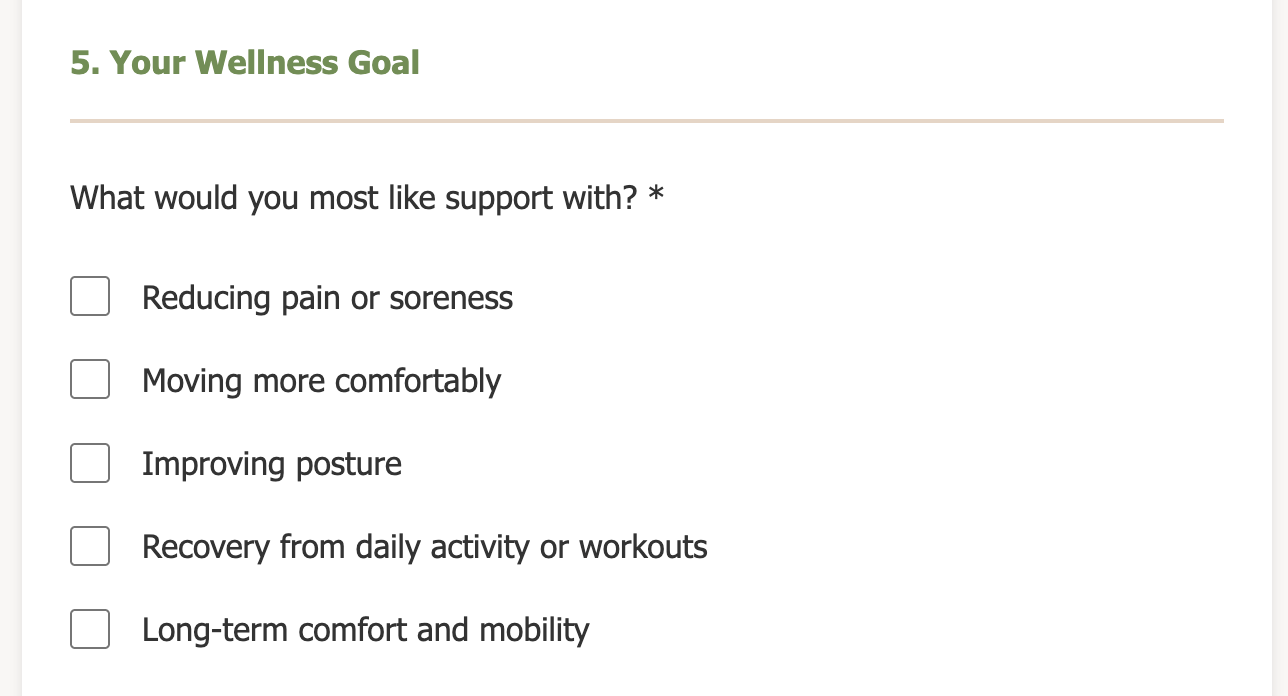 5. Your Wellness Goal
What would you most like support with? *
Reducing pain or soreness
Moving more comfortably
Improving posture
Recovery from daily activity or workouts
Long-term comfort and mobility